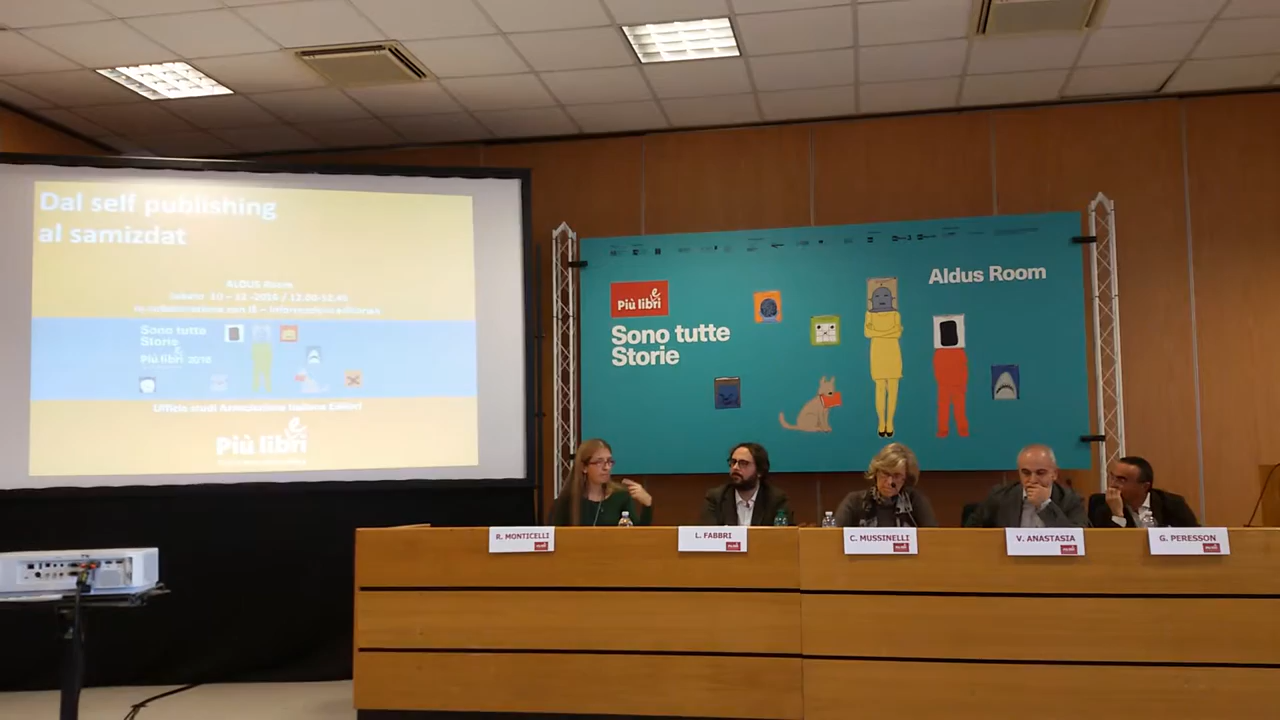 Dal self publishing
al samizdat
ALDUS Room
Sono tutte
Storie
Più libri 2018
Ufficio studi Associazione Italiana Editori
Più libri
e
Più libri
e
Sono tutte
Storie
Aldus Room
R. MONTICELLI
L. FABBRI
C. MUSSINELLI
V. ANASTASIA
G. PERESSON